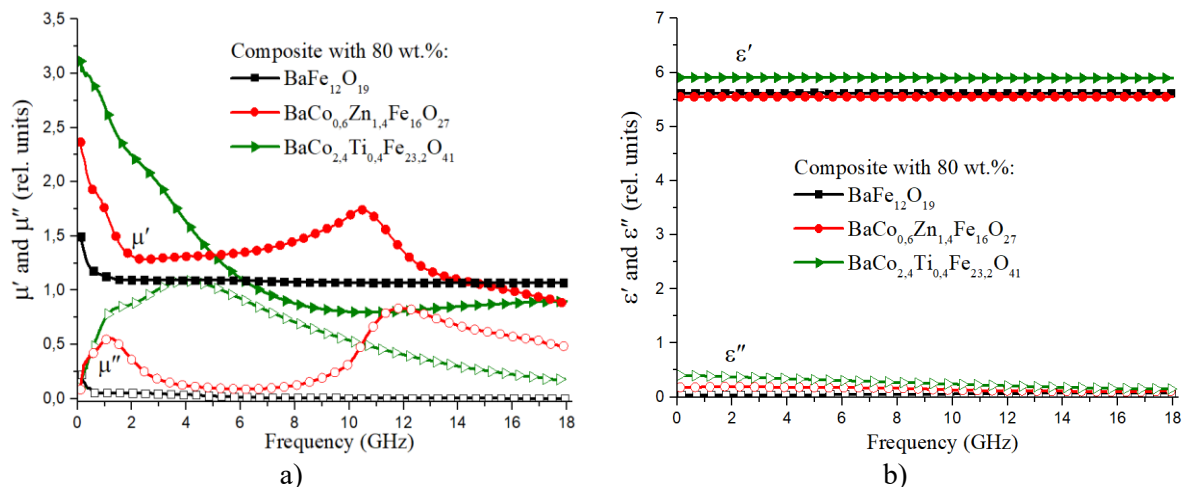 3,5
3,0
2,5
2,0
1,5
1,0
0,5
0,0
μ′ and μ″ (rel. units)
Composite with 80 wt.%:
BaFe₁₂O₁₉
BaCo₀,₆Zn₁,₄Fe₁₆O₂₇
BaCo₂,₄Ti₀,₄Fe₂₃,₂O₄₁
μ′
μ″
0 2 4 6 8 10 12 14 16 18
Frequency (GHz)
a)
7
6
5
4
3
2
1
0
ε′ and ε″ (rel. units)
ε′
Composite with 80 wt.%:
BaFe₁₂O₁₉
BaCo₀,₆Zn₁,₄Fe₁₆O₂₇
BaCo₂,₄Ti₀,₄Fe₂₃,₂O₄₁
ε″
0 2 4 6 8 10 12 14 16 18
Frequency (GHz)
b)